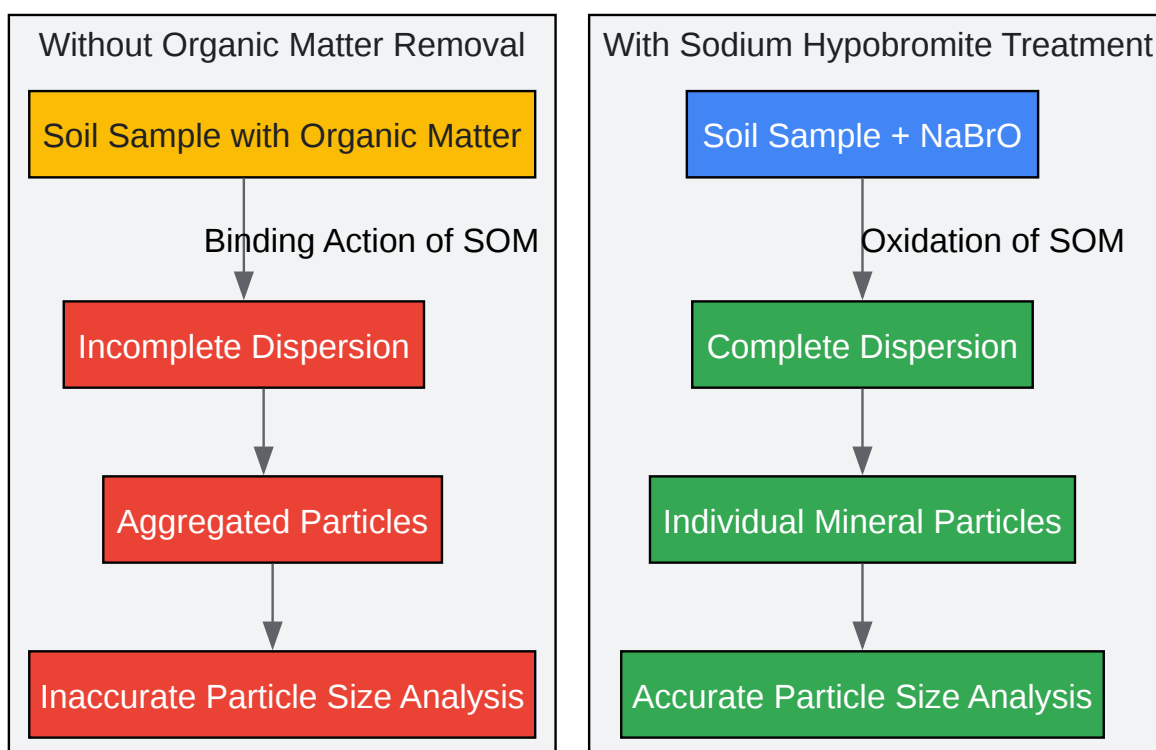 Without Organic Matter Removal
Soil Sample with Organic Matter
Binding Action of SOM
Incomplete Dispersion
Aggregated Particles
Inaccurate Particle Size Analysis
With Sodium Hypobromite Treatment
Soil Sample + NaBrO
Oxidation of SOM
Complete Dispersion
Individual Mineral Particles
Accurate Particle Size Analysis